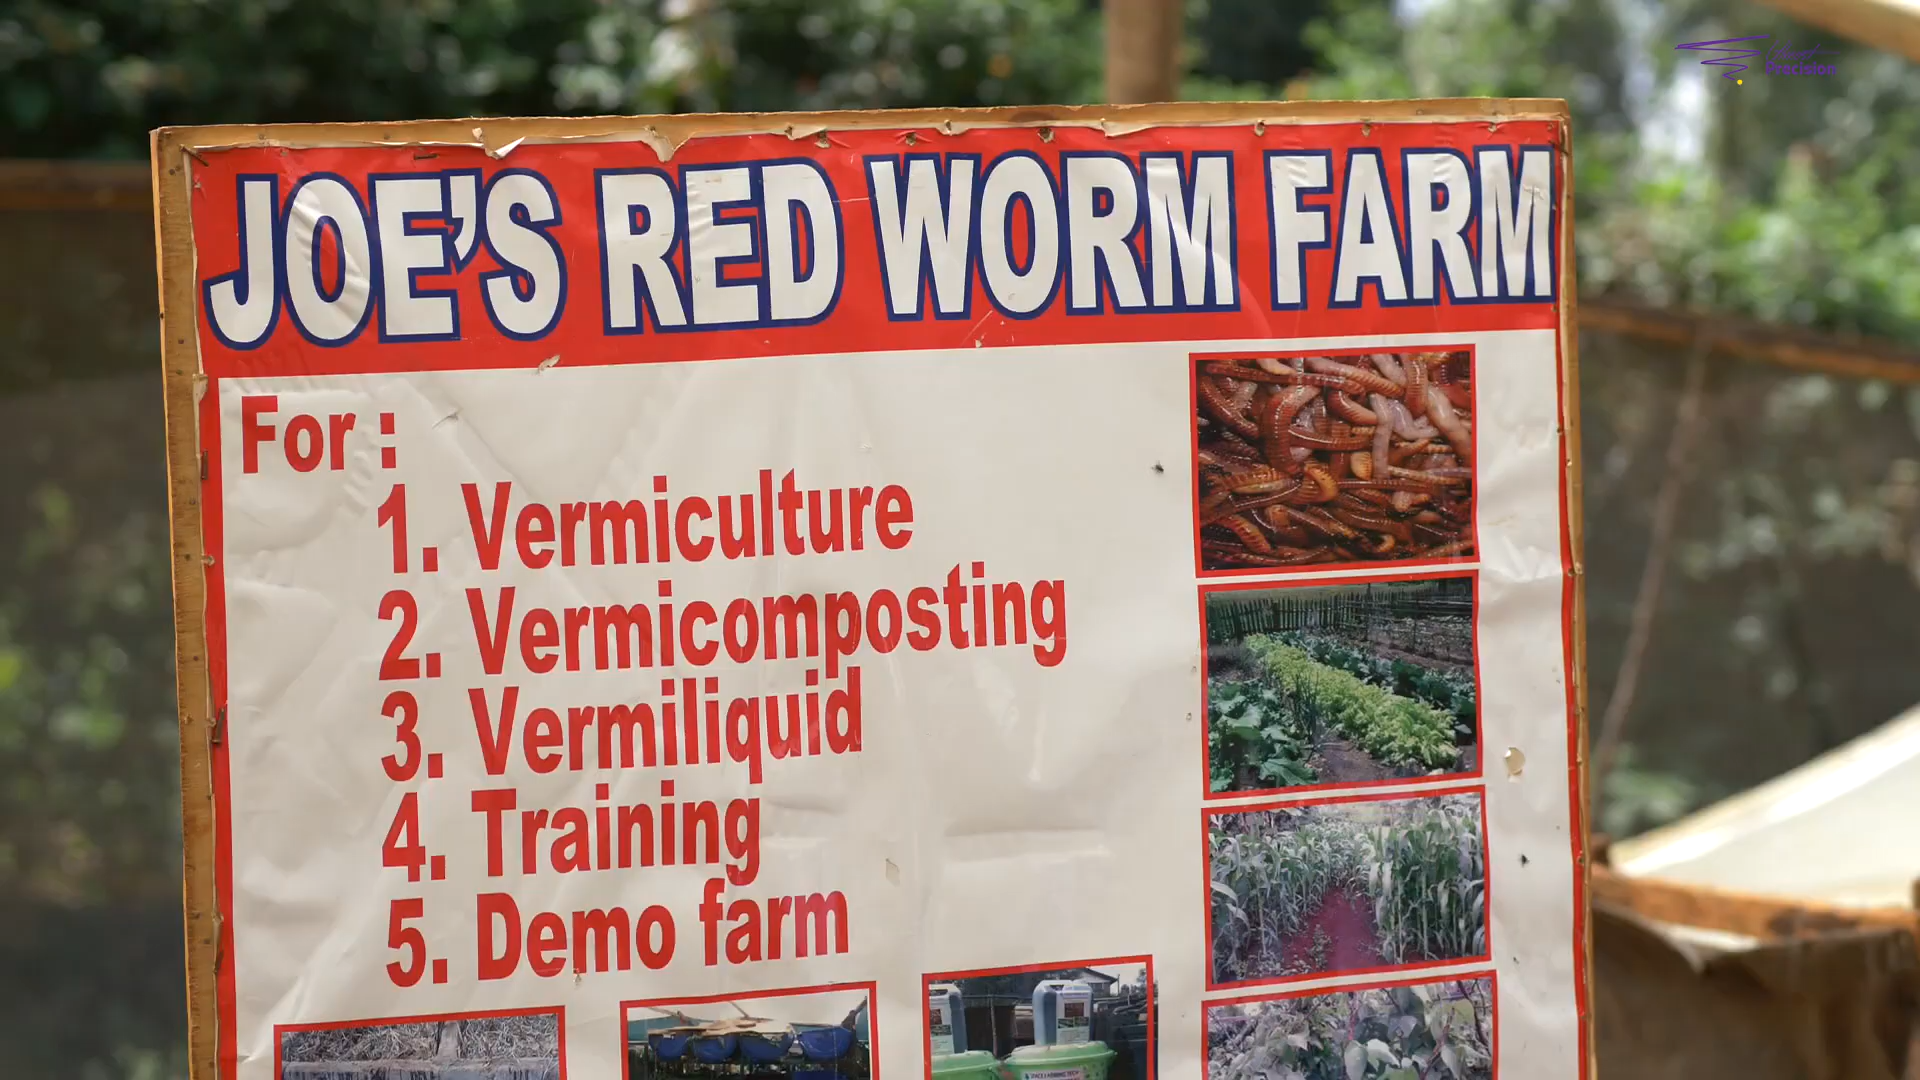 Precision
JOE'S RED WORM FARM
For :
1. Vermiculture
2. Vermicomposting
3. Vermiliquid
4. Training
5. Demo farm